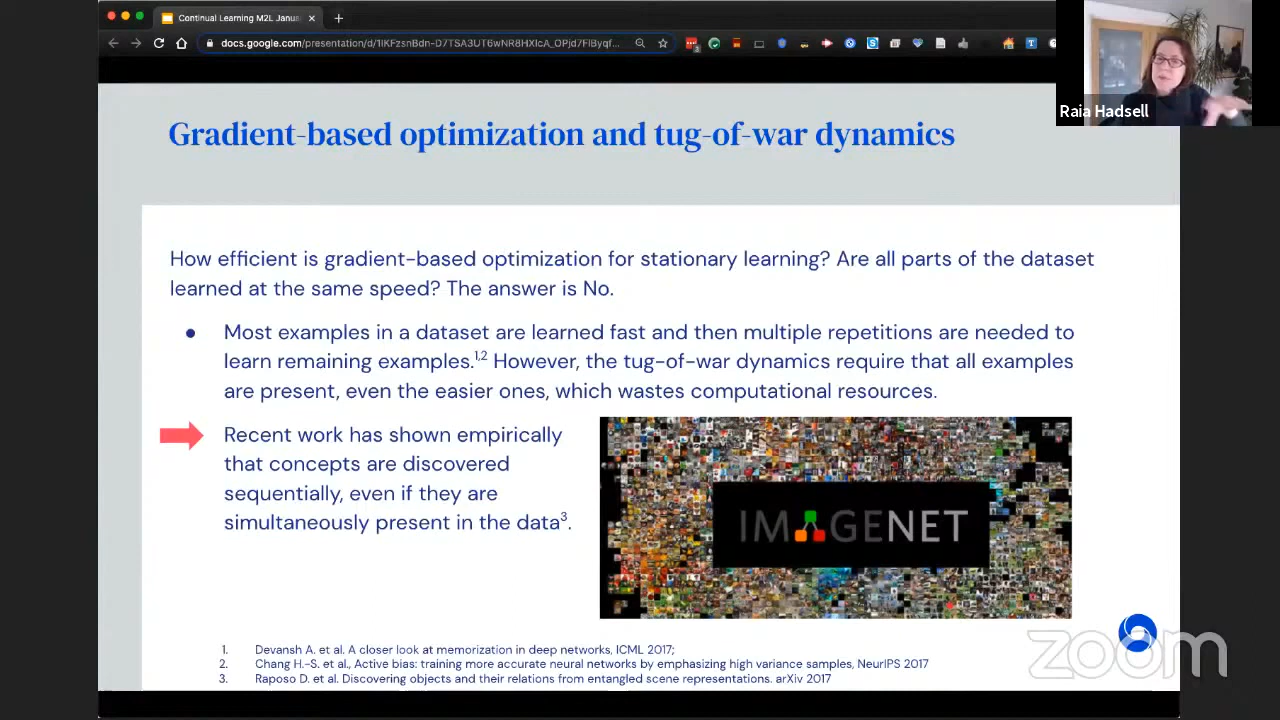 Continual Learning M2L Janua
docs.google.com/presentation/d/1IKFzsnBdn-D7TSA3UT6wNR8HXIcA_OPjd7FlByqf...
Raia Hadsell
Gradient-based optimization and tug-of-war dynamics
How efficient is gradient-based optimization for stationary learning? Are all parts of the dataset
learned at the same speed? The answer is No.
● Most examples in a dataset are learned fast and then multiple repetitions are needed to
learn remaining examples.1,2 However, the tug-of-war dynamics require that all examples
are present, even the easier ones, which wastes computational resources.
Recent work has shown empirically
that concepts are discovered
sequentially, even if they are
simultaneously present in the data3.
IMAGENET
1. Devansh A. et al. A closer look at memorization in deep networks, ICML 2017;
2. Chang H.-S. et al., Active bias: training more accurate neural networks by emphasizing high variance samples, NeurIPS 2017
3. Raposo D. et al. Discovering objects and their relations from entangled scene representations. arXiv 2017
zoom